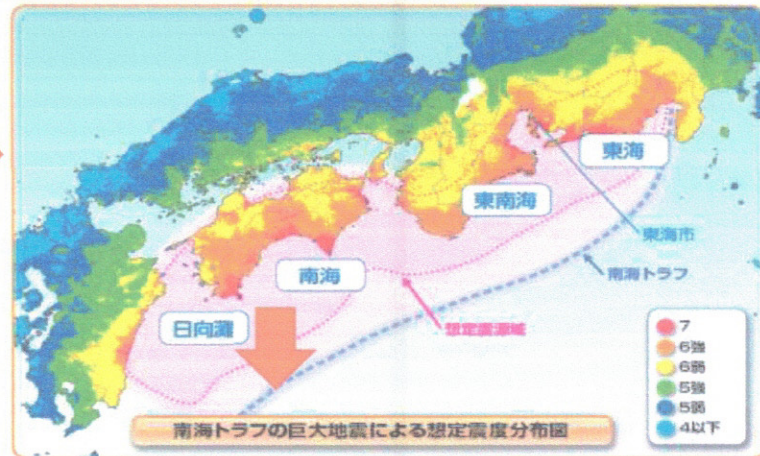 東海
東南海
東海市
南海
南海トラフ
日向灘
想定震源域
7
6強
6弱
5強
5弱
4以下
南海トラフの巨大地震による想定震度分布図